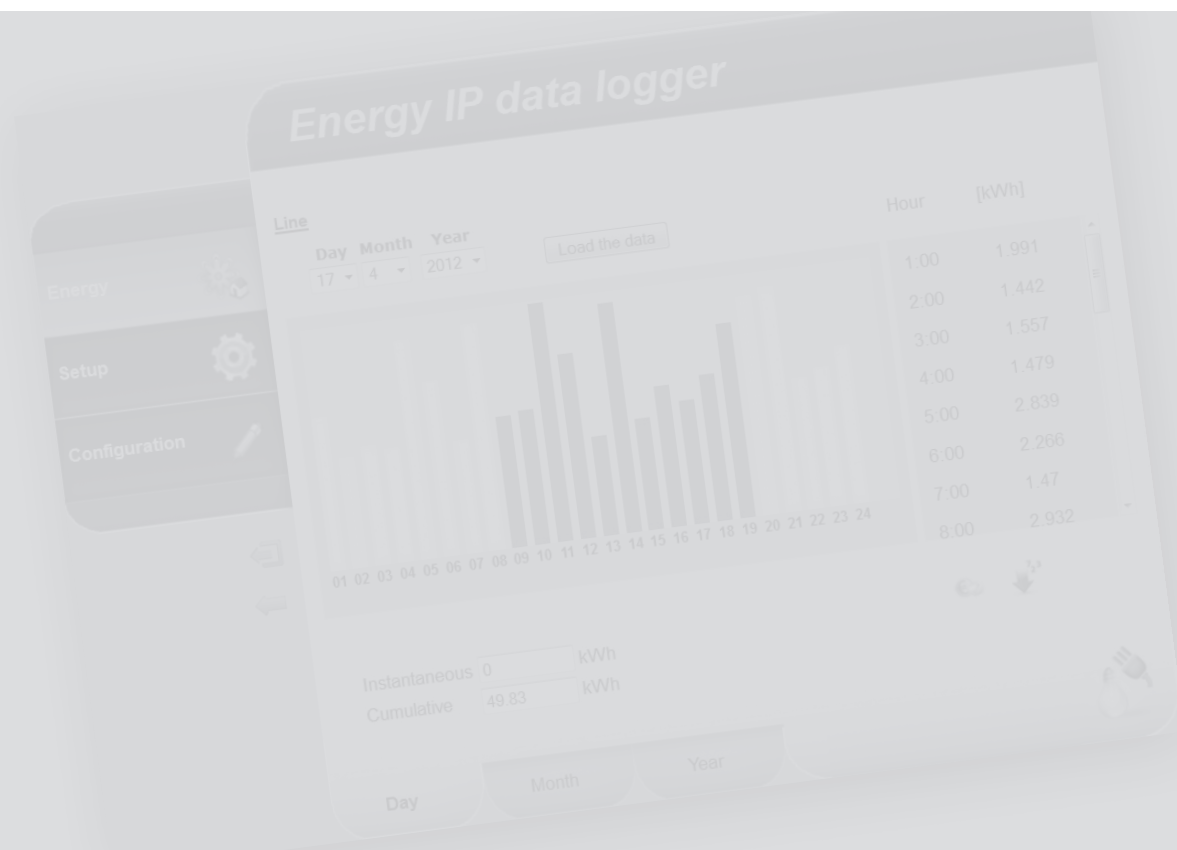 Energy IP data logger
Line
Day Month Year
17 4 2012
Load the data
Hour [kWh]
1:00 1.991
2:00 1.442
3:00 1.557
4:00 1.479
5:00 2.839
6:00 2.266
7:00 1.47
8:00 2.932
Energy
Setup
Configuration
01 02 03 04 05 06 07 08 09 10 11 12 13 14 15 16 17 18 19 20 21 22 23 24
Instantaneous 0 kWh
Cumulative 49.83 kWh
Day Month Year